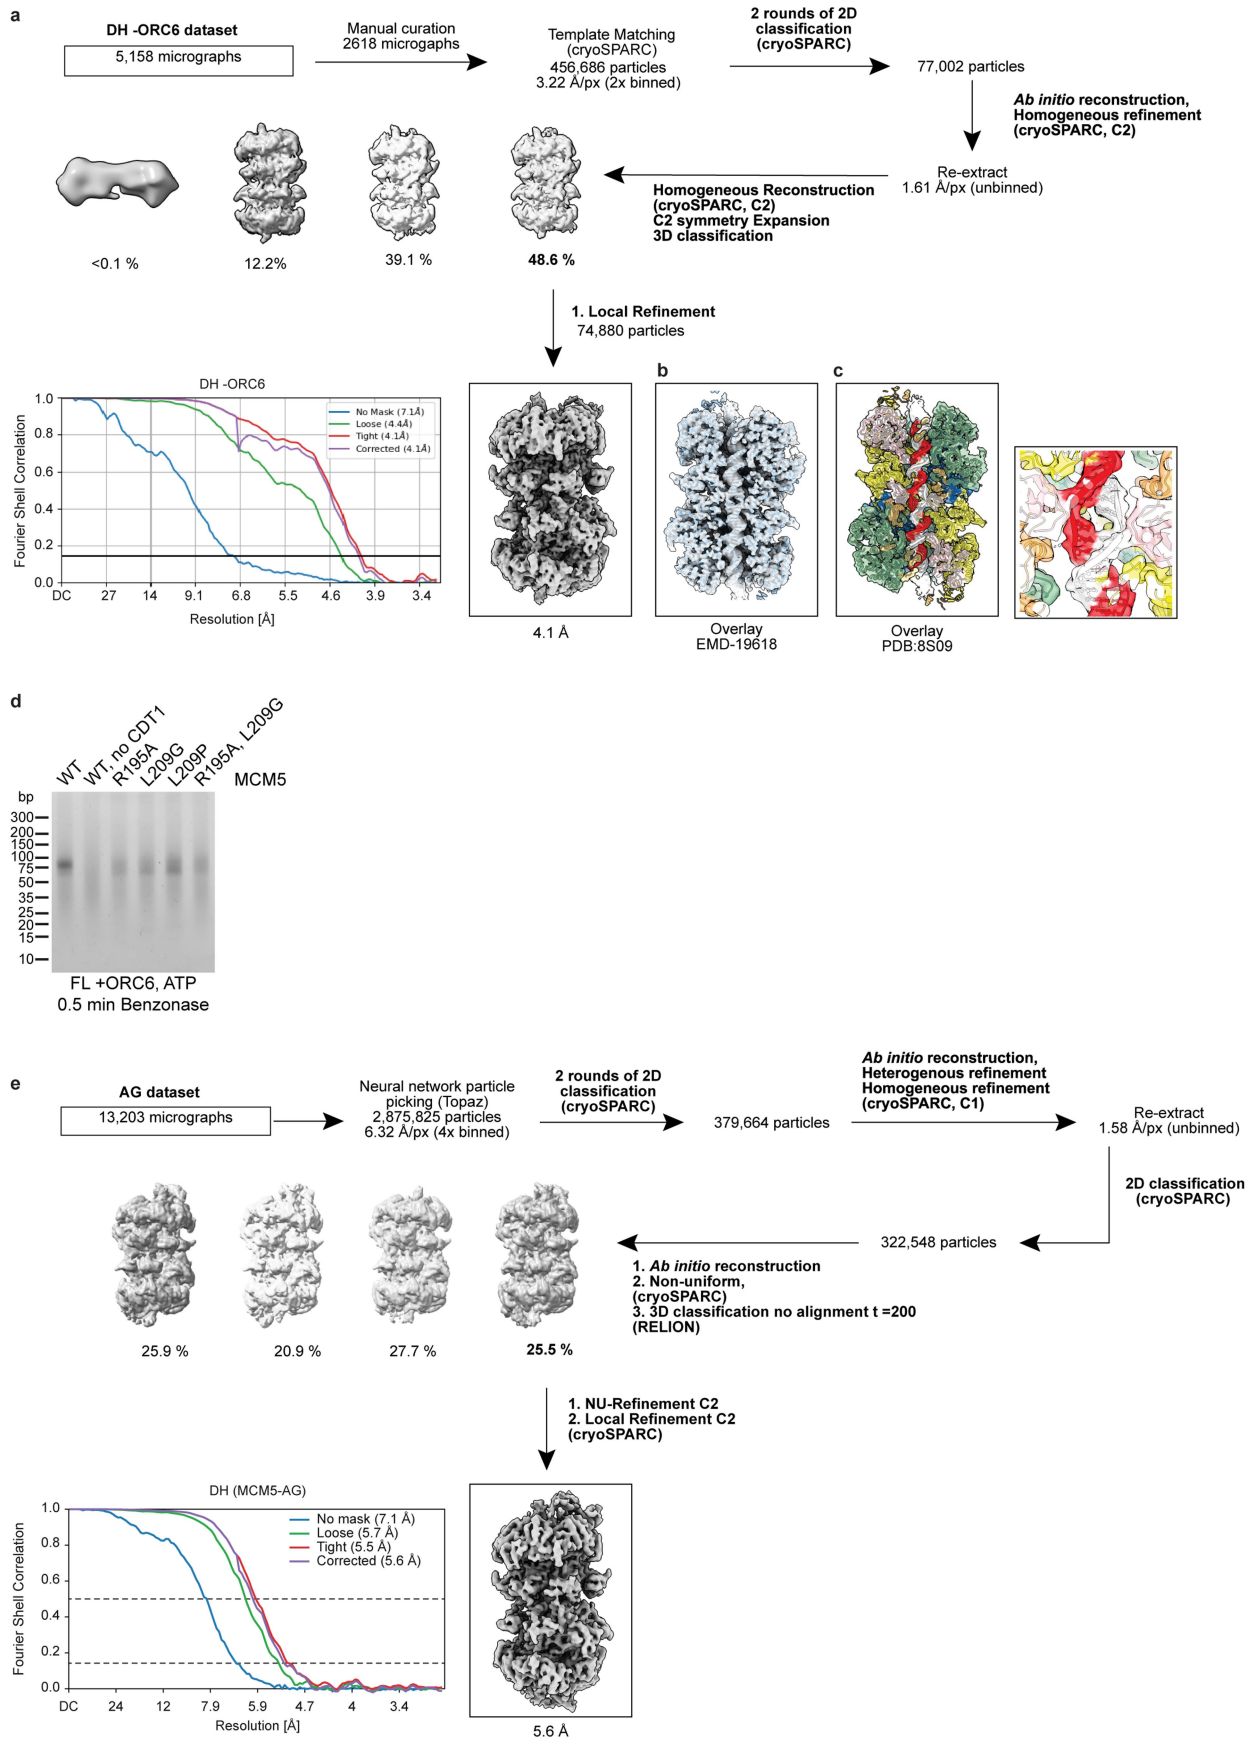 a
DH -ORC6 dataset
5,158 micrographs
Manual curation
2618 microgaphs
Template Matching
(cryoSPARC)
456,686 particles
3.22 Å/px (2x binned)
2 rounds of 2D
classification
(cryoSPARC)
77,002 particles
Ab initio reconstruction,
Homogeneous refinement
(cryoSPARC, C2)
Re-extract
1.61 Å/px (unbinned)
Homogeneous Reconstruction
(cryoSPARC, C2)
C2 symmetry Expansion
3D classification
<0.1 %
12.2%
39.1 %
48.6 %
1. Local Refinement
74,880 particles
DH -ORC6
Fourier Shell Correlation
1.0
0.8
0.6
0.4
0.2
0.0
No Mask (7.1Å)
Loose (4.4Å)
Tight (4.1Å)
Corrected (4.1Å)
DC 27 14 9.1 6.8 5.5 4.6 3.9 3.4
Resolution [Å]
4.1 Å
b
Overlay
EMD-19618
c
Overlay
PDB:8S09
d
WT
WT, no CDT1
R195A
L209G
L209P
R195A, L209G
MCM5
bp
300
200
150
100
75
50
35
25
20
15
10
FL +ORC6, ATP
0.5 min Benzonase
e
AG dataset
13,203 micrographs
Neural network particle
picking (Topaz)
2,875,825 particles
6.32 Å/px (4x binned)
2 rounds of 2D
classification
(cryoSPARC)
379,664 particles
Ab initio reconstruction,
Heterogenous refinement
Homogeneous refinement
(cryoSPARC, C1)
Re-extract
1.58 Å/px (unbinned)
2D classification
(cryoSPARC)
322,548 particles
1. Ab initio reconstruction
2. Non-uniform,
(cryoSPARC)
3. 3D classification no alignment t =200
(RELION)
25.9 %
20.9 %
27.7 %
25.5 %
1. NU-Refinement C2
2. Local Refinement C2
(cryoSPARC)
DH (MCM5-AG)
Fourier Shell Correlation
1.0
0.8
0.6
0.4
0.2
0.0
No mask (7.1 Å)
Loose (5.7 Å)
Tight (5.5 Å)
Corrected (5.6 Å)
DC 24 12 7.9 5.9 4.7 4 3.4
Resolution [Å]
5.6 Å